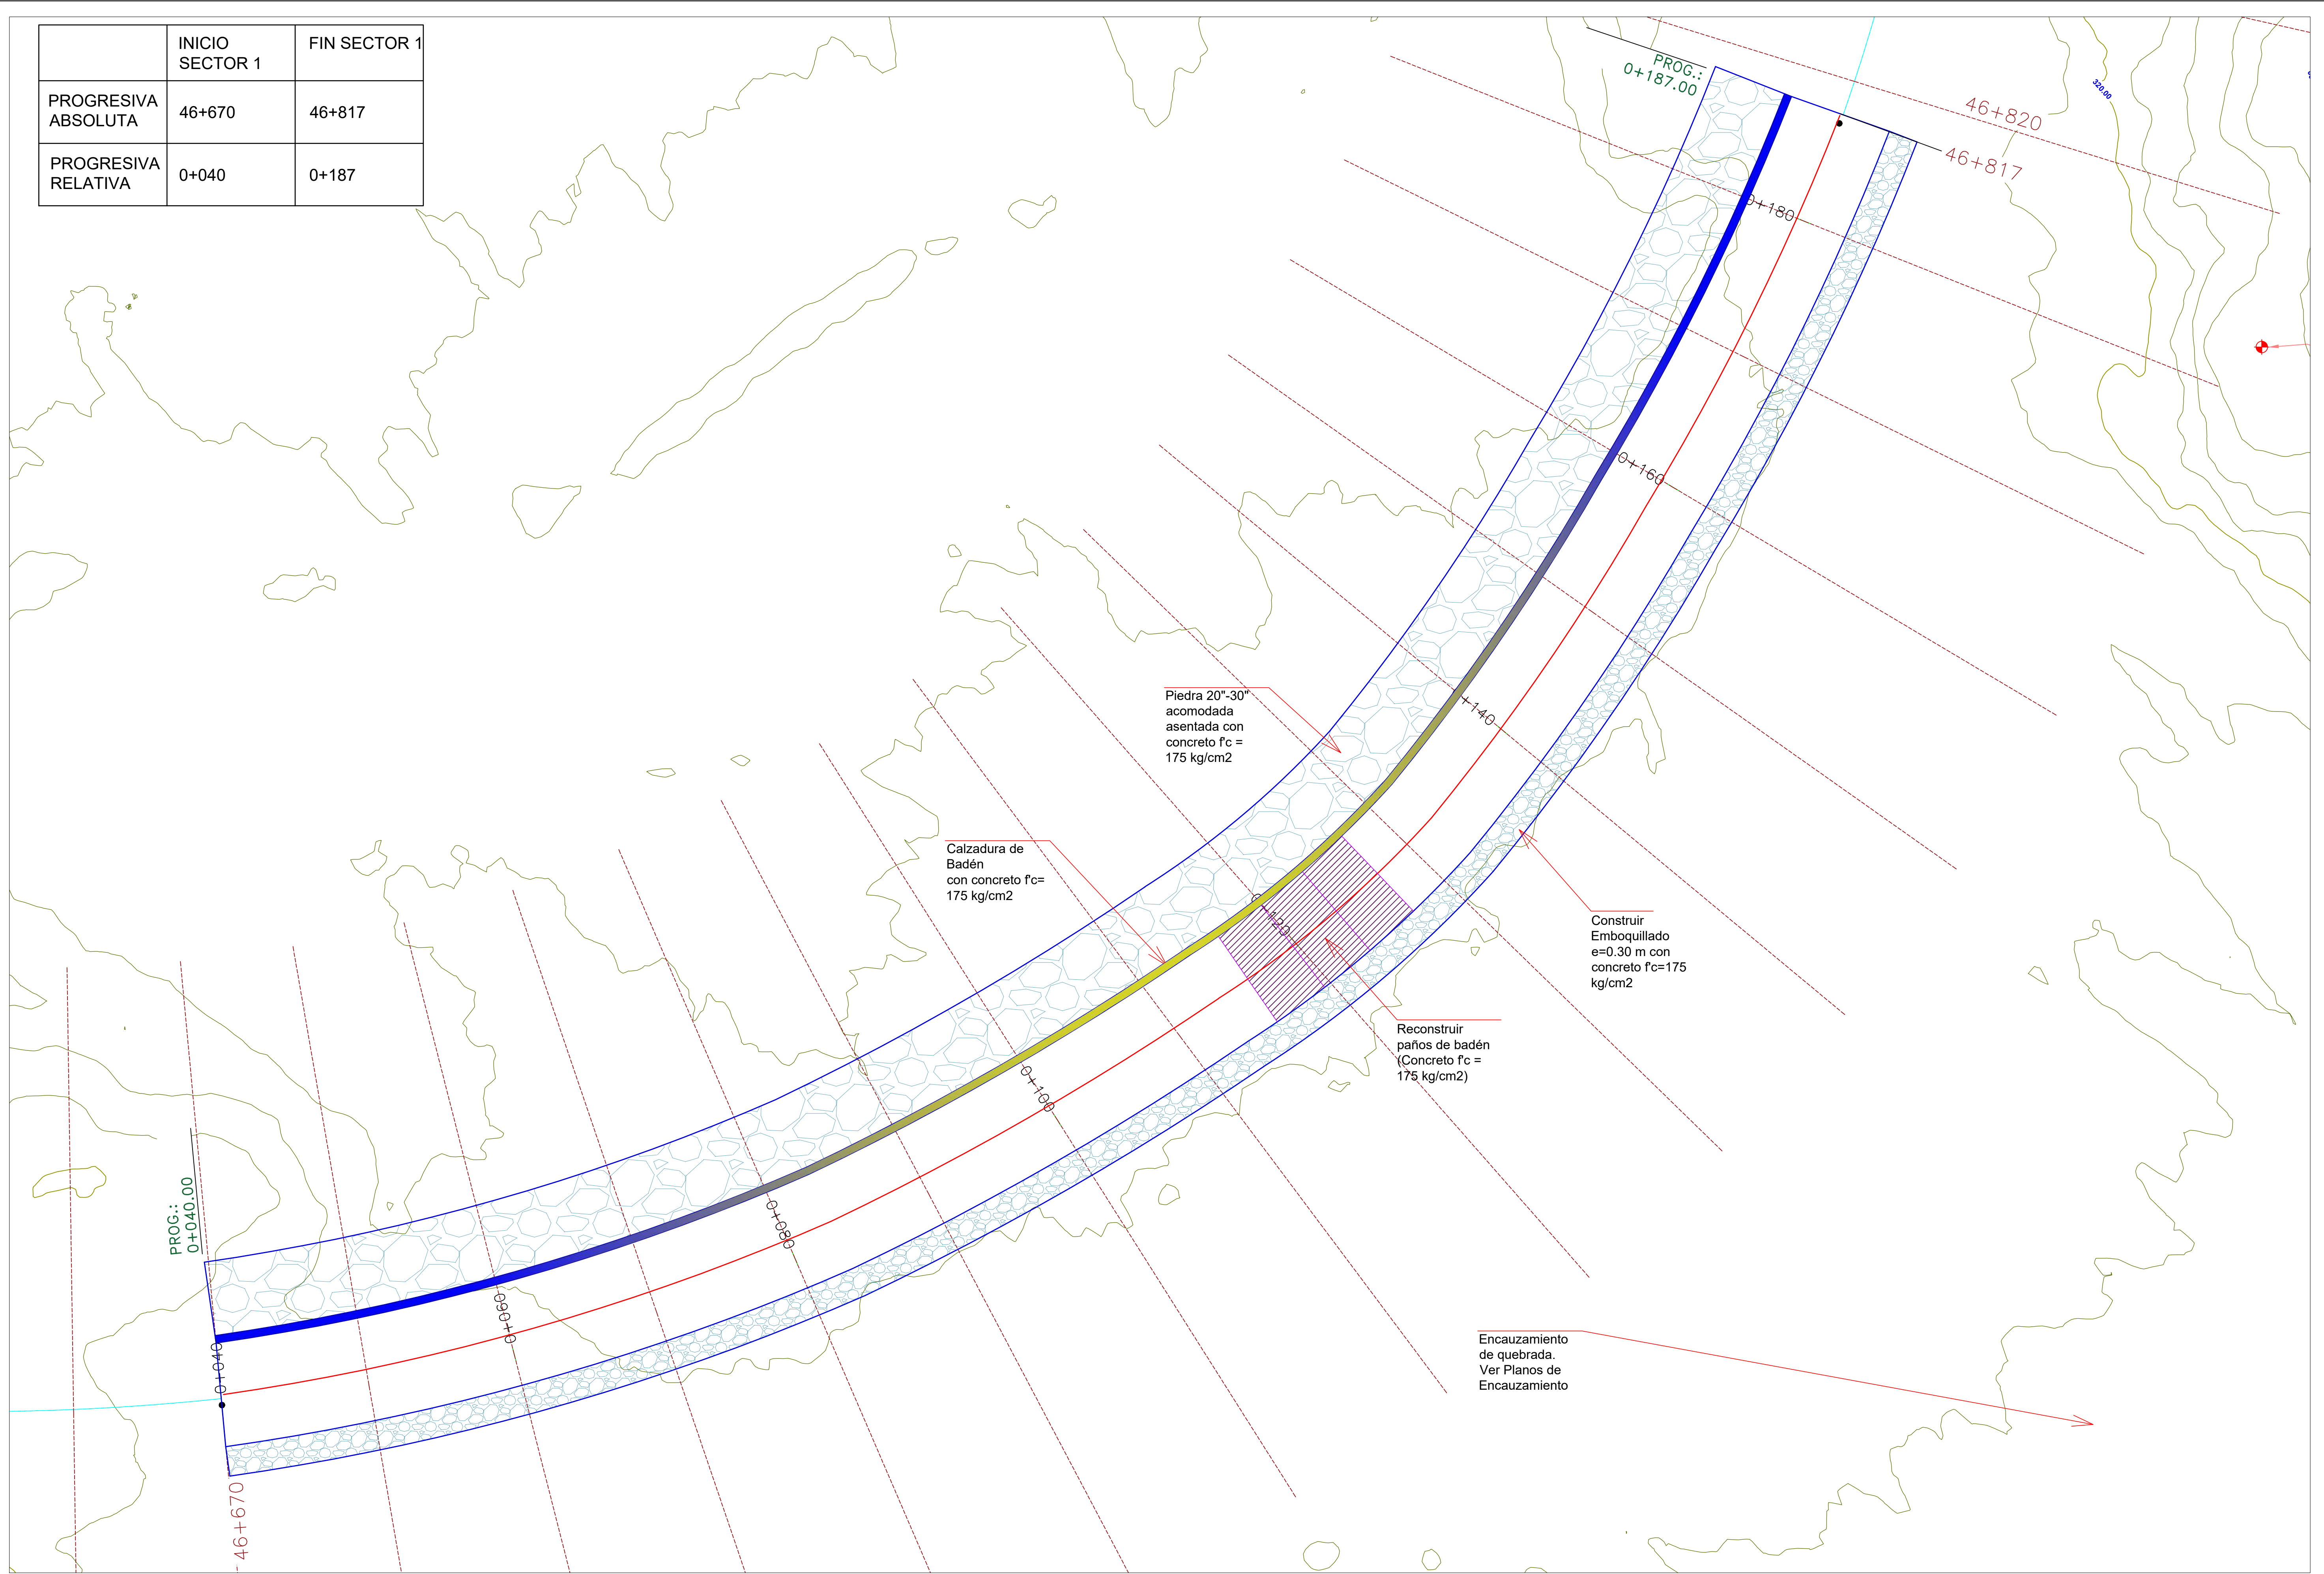 INICIO
SECTOR 1
FIN SECTOR 1
PROGRESIVA
ABSOLUTA
46+670
46+817
PROGRESIVA
RELATIVA
0+040
0+187
PROG.:
0+187.00
46+820
320.00
46+817
0+180
0+160
Piedra 20"-30"
acomodada
asentada con
concreto f'c =
175 kg/cm2
+140
Calzadura de
Badén
con concreto f'c=
175 kg/cm2
0+120
Construir
Emboquillado
e=0.30 m con
concreto f'c=175
kg/cm2
Reconstruir
paños de badén
(Concreto f'c =
175 kg/cm2)
0+100
PROG.:
0+040.00
0+080
0+060
0+040
Encauzamiento
de quebrada.
Ver Planos de
Encauzamiento
46+670